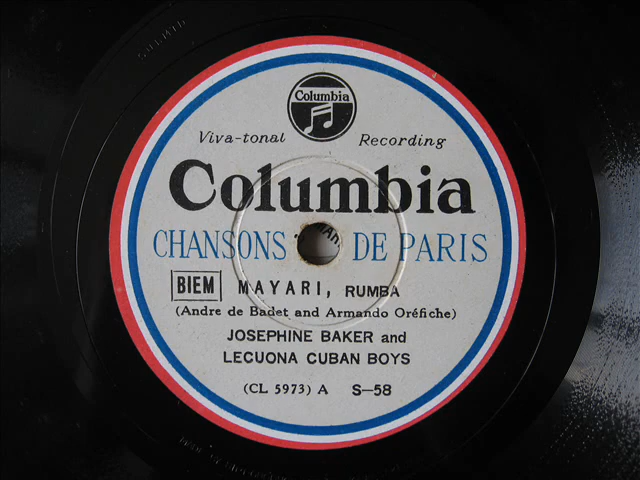 Columbia
Viva-tonal Recording
Columbia
CHANSONS DE PARIS
BIEM MAYARI, RUMBA
(Andre de Badet and Armando Oréfiche)
JOSEPHINE BAKER and
LECUONA CUBAN BOYS
(CL 5973) A S-58